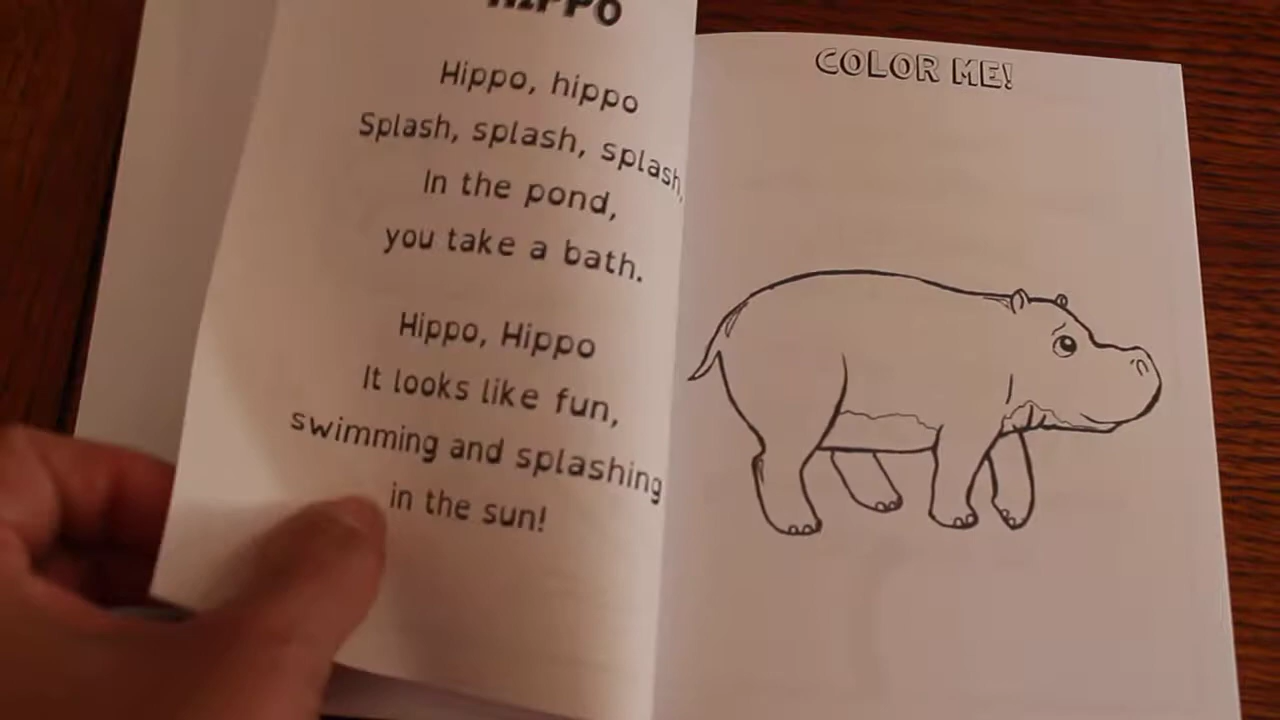 HIPPO
Hippo, hippo
Splash, splash, splash,
In the pond,
you take a bath.
Hippo, Hippo
It looks like fun,
swimming and splashing
in the sun!
COLOR ME!